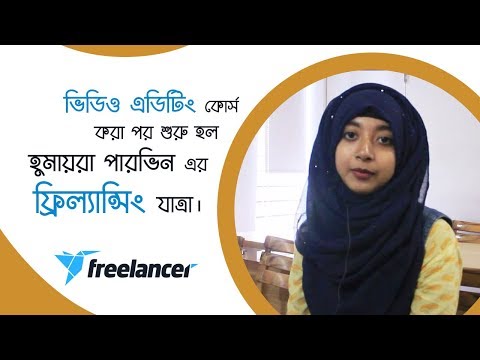 ভিডিও এডিটিং কোর্স
করা পর শুরু হল
হুমায়রা পারভিন এর
ফ্রিল্যান্সিং যাত্রা।
freelancer